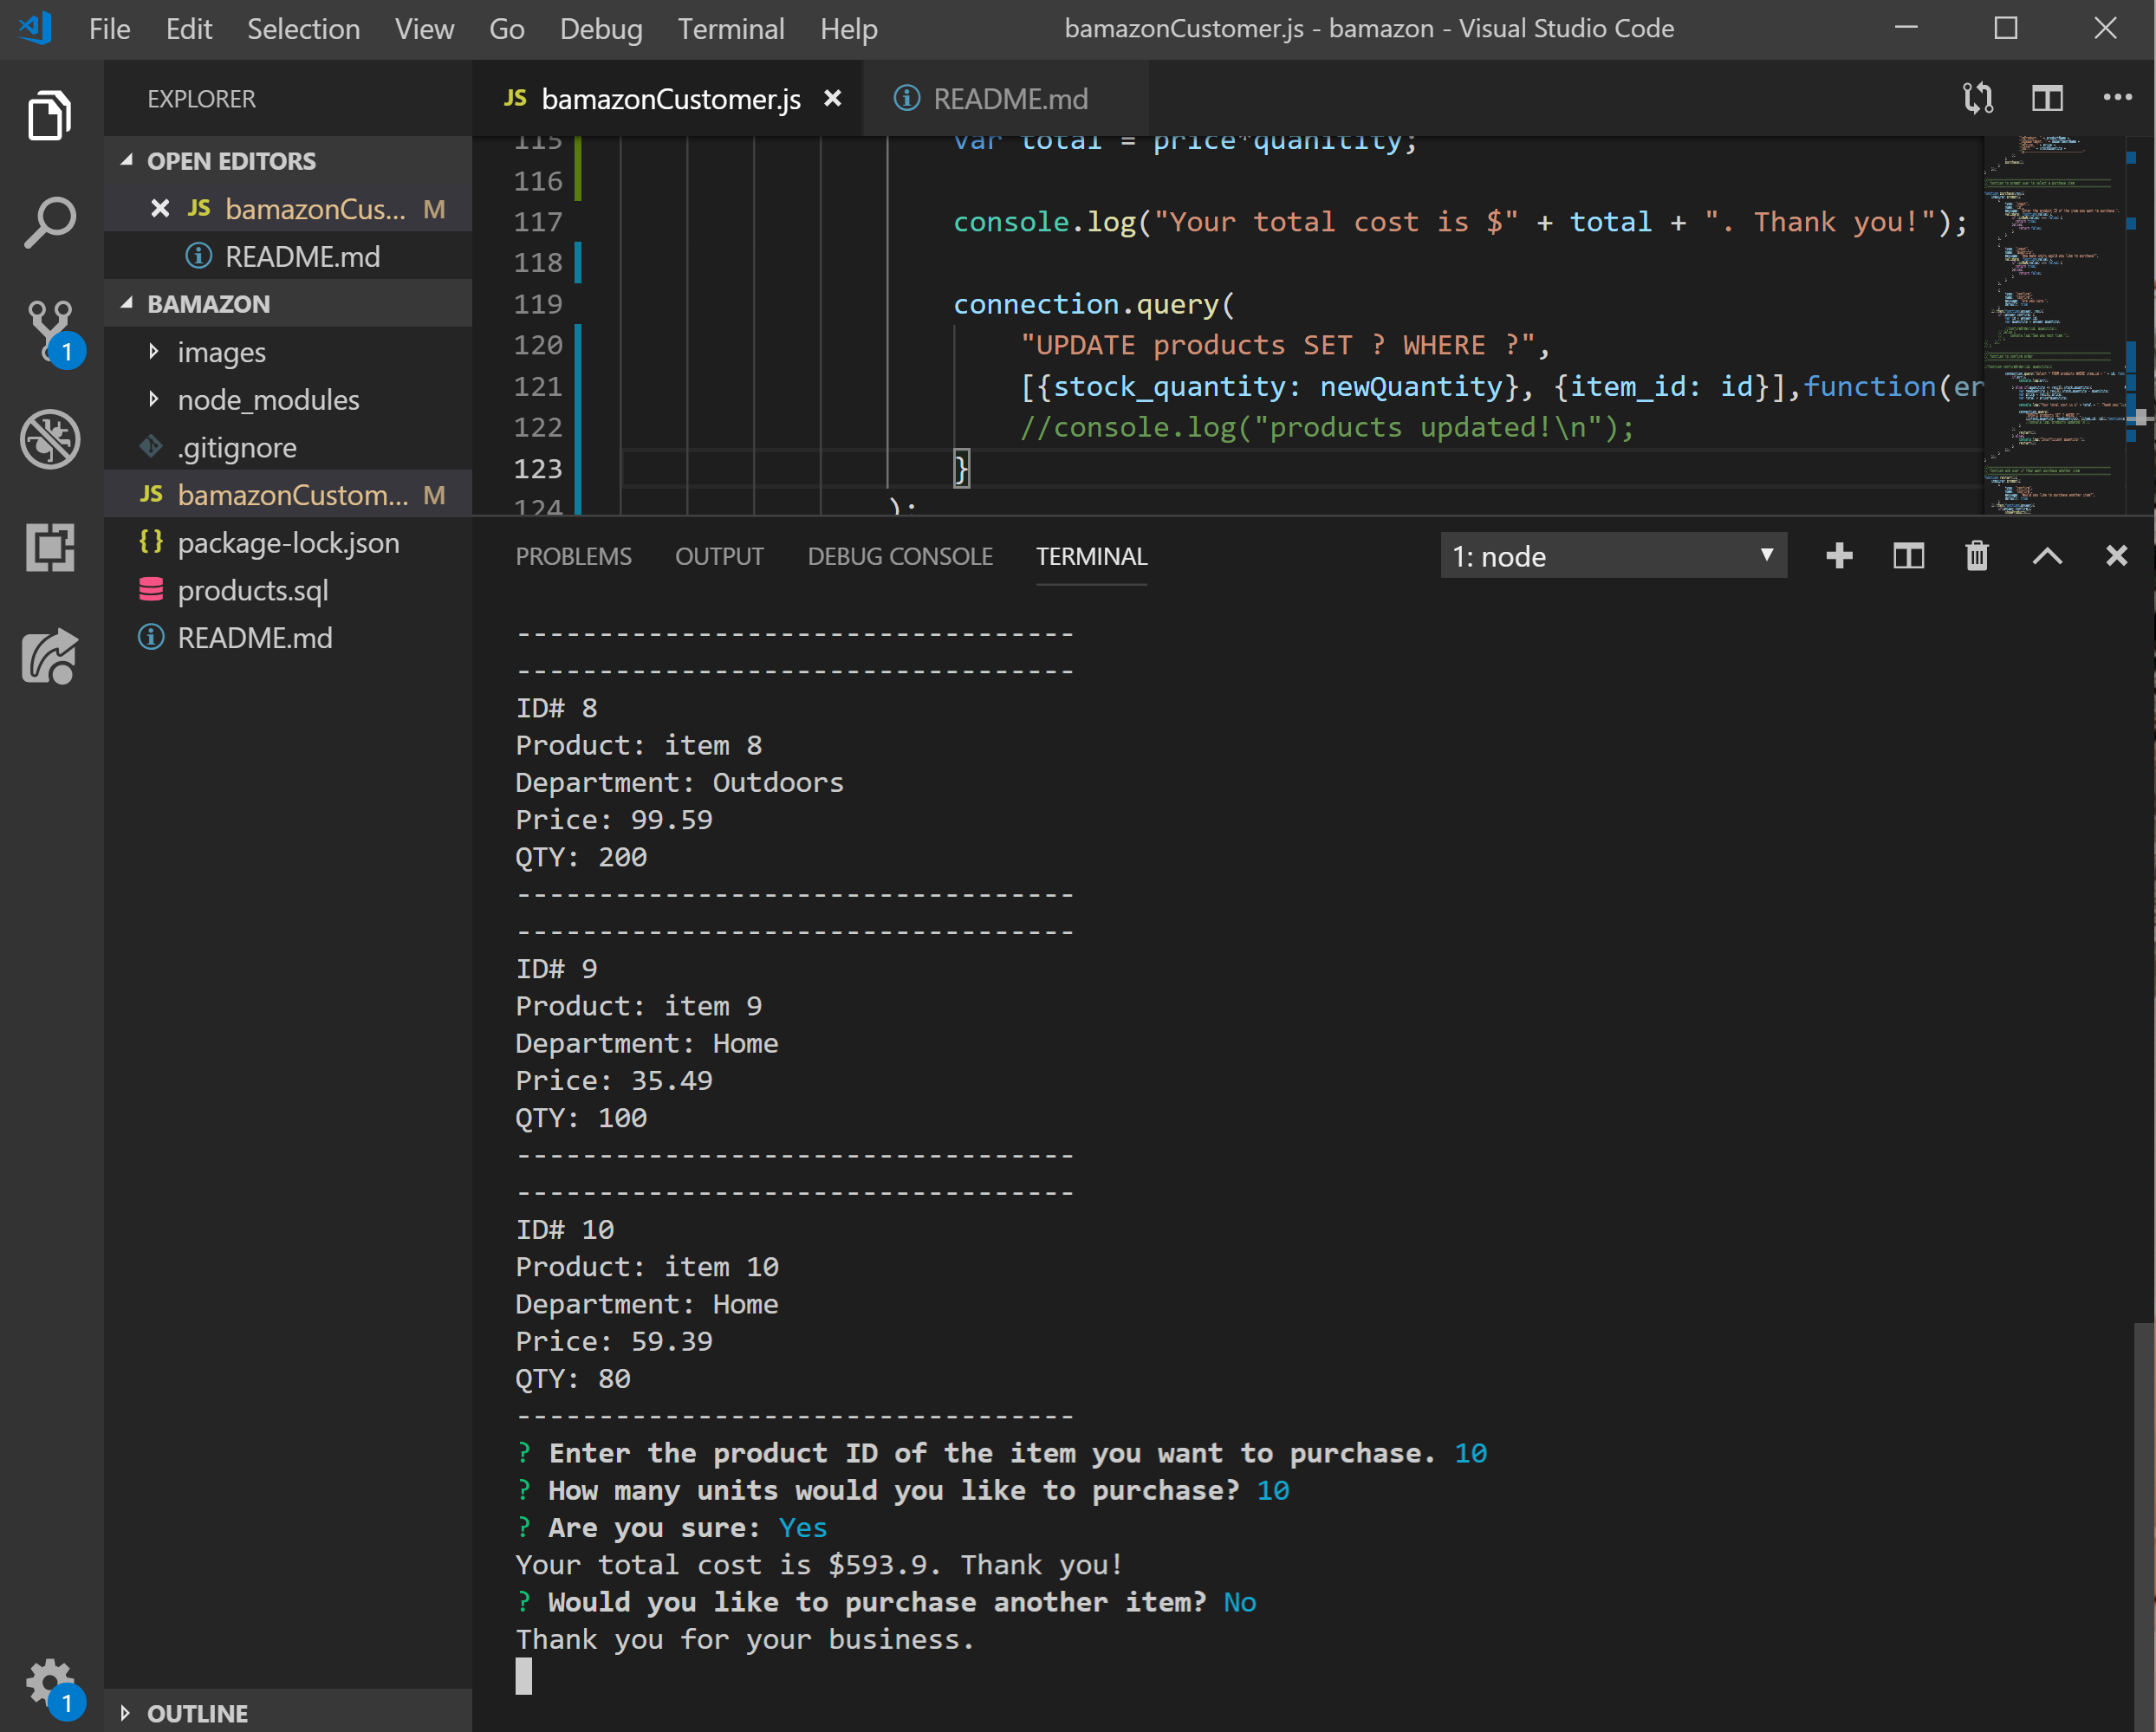 File Edit Selection View Go Debug Terminal Help bamazonCustomer.js - bamazon - Visual Studio Code
EXPLORER
OPEN EDITORS
JS bamazonCus... M
README.md
BAMAZON
images
node_modules
.gitignore
JS bamazonCustom... M
{} package-lock.json
products.sql
README.md
OUTLINE
1
1
JS bamazonCustomer.js README.md
115 var total = price*quanitity;
116
117 console.log("Your total cost is $" + total + ". Thank you!");
118
119 connection.query(
120 "UPDATE products SET ? WHERE ?",
121 [{stock_quantity: newQuantity}, {item_id: id}],function(er
122 //console.log("products updated!\n");
123 }
124 );
PROBLEMS OUTPUT DEBUG CONSOLE TERMINAL 1: node
----------------------------------
----------------------------------
ID# 8
Product: item 8
Department: Outdoors
Price: 99.59
QTY: 200
----------------------------------
----------------------------------
ID# 9
Product: item 9
Department: Home
Price: 35.49
QTY: 100
----------------------------------
----------------------------------
ID# 10
Product: item 10
Department: Home
Price: 59.39
QTY: 80
----------------------------------
? Enter the product ID of the item you want to purchase. 10
? How many units would you like to purchase? 10
? Are you sure: Yes
Your total cost is $593.9. Thank you!
? Would you like to purchase another item? No
Thank you for your business.